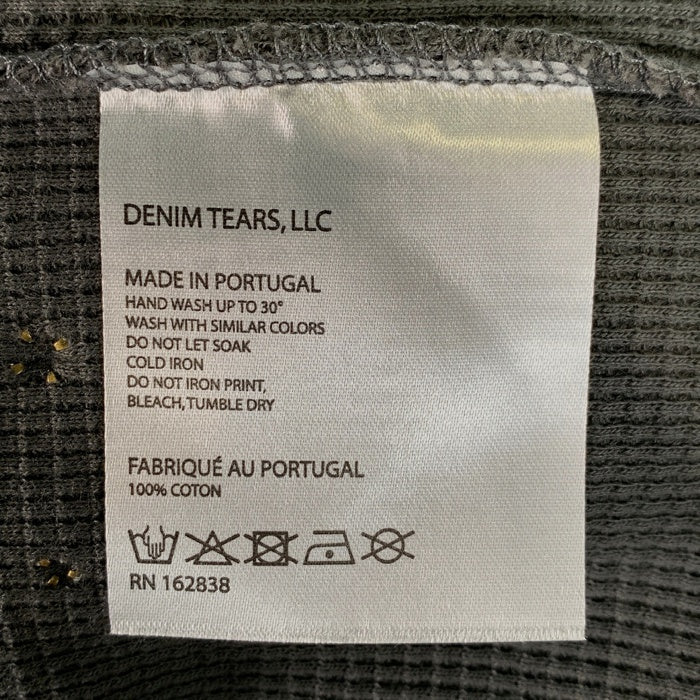 DENIM TEARS, LLC
MADE IN PORTUGAL
HAND WASH UP TO 30°
WASH WITH SIMILAR COLORS
DO NOT LET SOAK
COLD IRON
DO NOT IRON PRINT,
BLEACH, TUMBLE DRY
FABRIQUÉ AU PORTUGAL
100% COTON
RN 162838